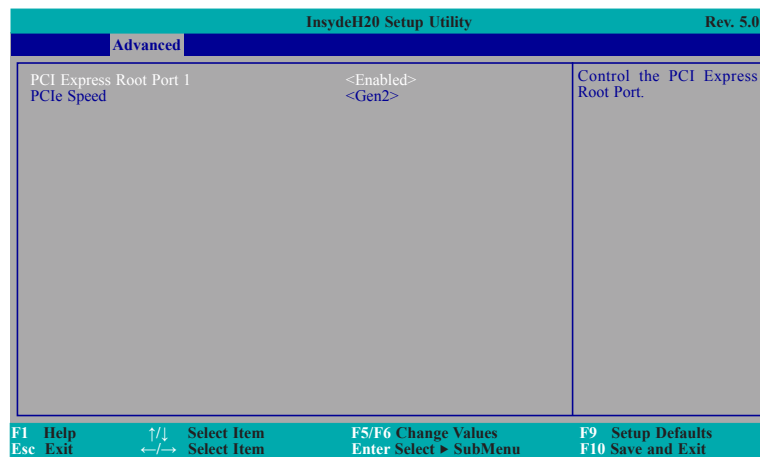 InsydeH20 Setup Utility Rev. 5.0
Advanced
PCI Express Root Port 1 <Enabled> Control the PCI Express
PCIe Speed <Gen2> Root Port.
F1 Help ↑/↓ Select Item F5/F6 Change Values F9 Setup Defaults
Esc Exit ←/→ Select Item Enter Select ▶ SubMenu F10 Save and Exit